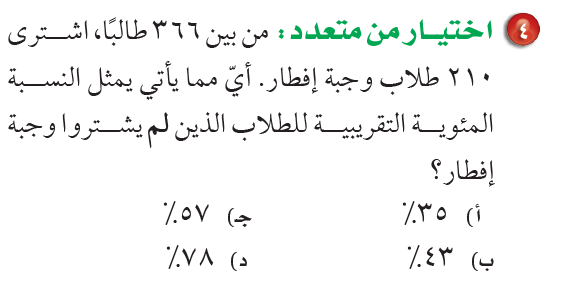 ٤ اختيار من متعدد: من بين ٣٦٦ طالبًا، اشترى
٢١٠ طلاب وجبة إفطار. أيّ مما يأتي يمثل النسبة
المئوية التقريبية للطلاب الذين لم يشتروا وجبة
إفطار؟
أ) ٣٥٪ جـ) ٥٧٪
ب) ٤٣٪ د) ٧٨٪